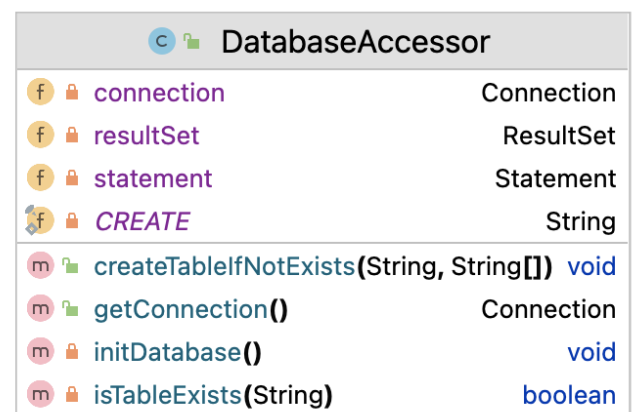 C DatabaseAccessor
f connection Connection
f resultSet ResultSet
f statement Statement
f CREATE String
m createTableIfNotExists(String, String[]) void
m getConnection() Connection
m initDatabase() void
m isTableExists(String) boolean